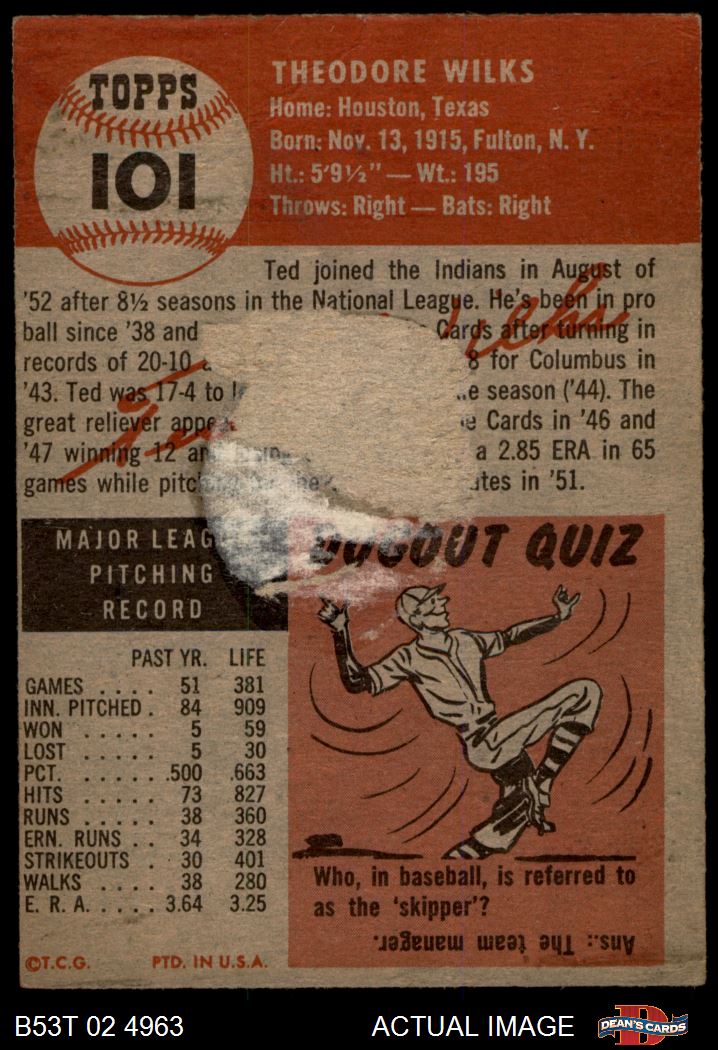 TOPPS
101
THEODORE WILKS
Home: Houston, Texas
Born: Nov. 13, 1915, Fulton, N. Y.
Ht.: 5'9½" — Wt.: 195
Throws: Right — Bats: Right
Ted joined the Indians in August of
'52 after 8½ seasons in the National League. He's been in pro
ball since '38 and Cards after turning in
records of 20-10 8 for Columbus in
'43. Ted was 17-4 to season ('44). The
great reliever Cards in '46 and
'47 winning 12 a 2.85 ERA in 65
games while in '51.
MAJOR
PITCHING
RECORD
DUGOUT QUIZ
PAST YR. LIFE
GAMES .... 51 381
INN. PITCHED . 84 909
WON ..... 5 59
LOST ..... 5 30
PCT. ...... .500 .663
HITS ..... 73 827
RUNS ..... 38 360
ERN. RUNS .. 34 328
STRIKEOUTS . 30 401
WALKS .... 38 280
E. R. A. .... 3.64 3.25
Who, in baseball, is referred to
as the 'skipper'?
Ans.: The team manager.
©T.C.G. PTD. IN U.S.A.
B53T 02 4963 ACTUAL IMAGE DEAN'S CARDS